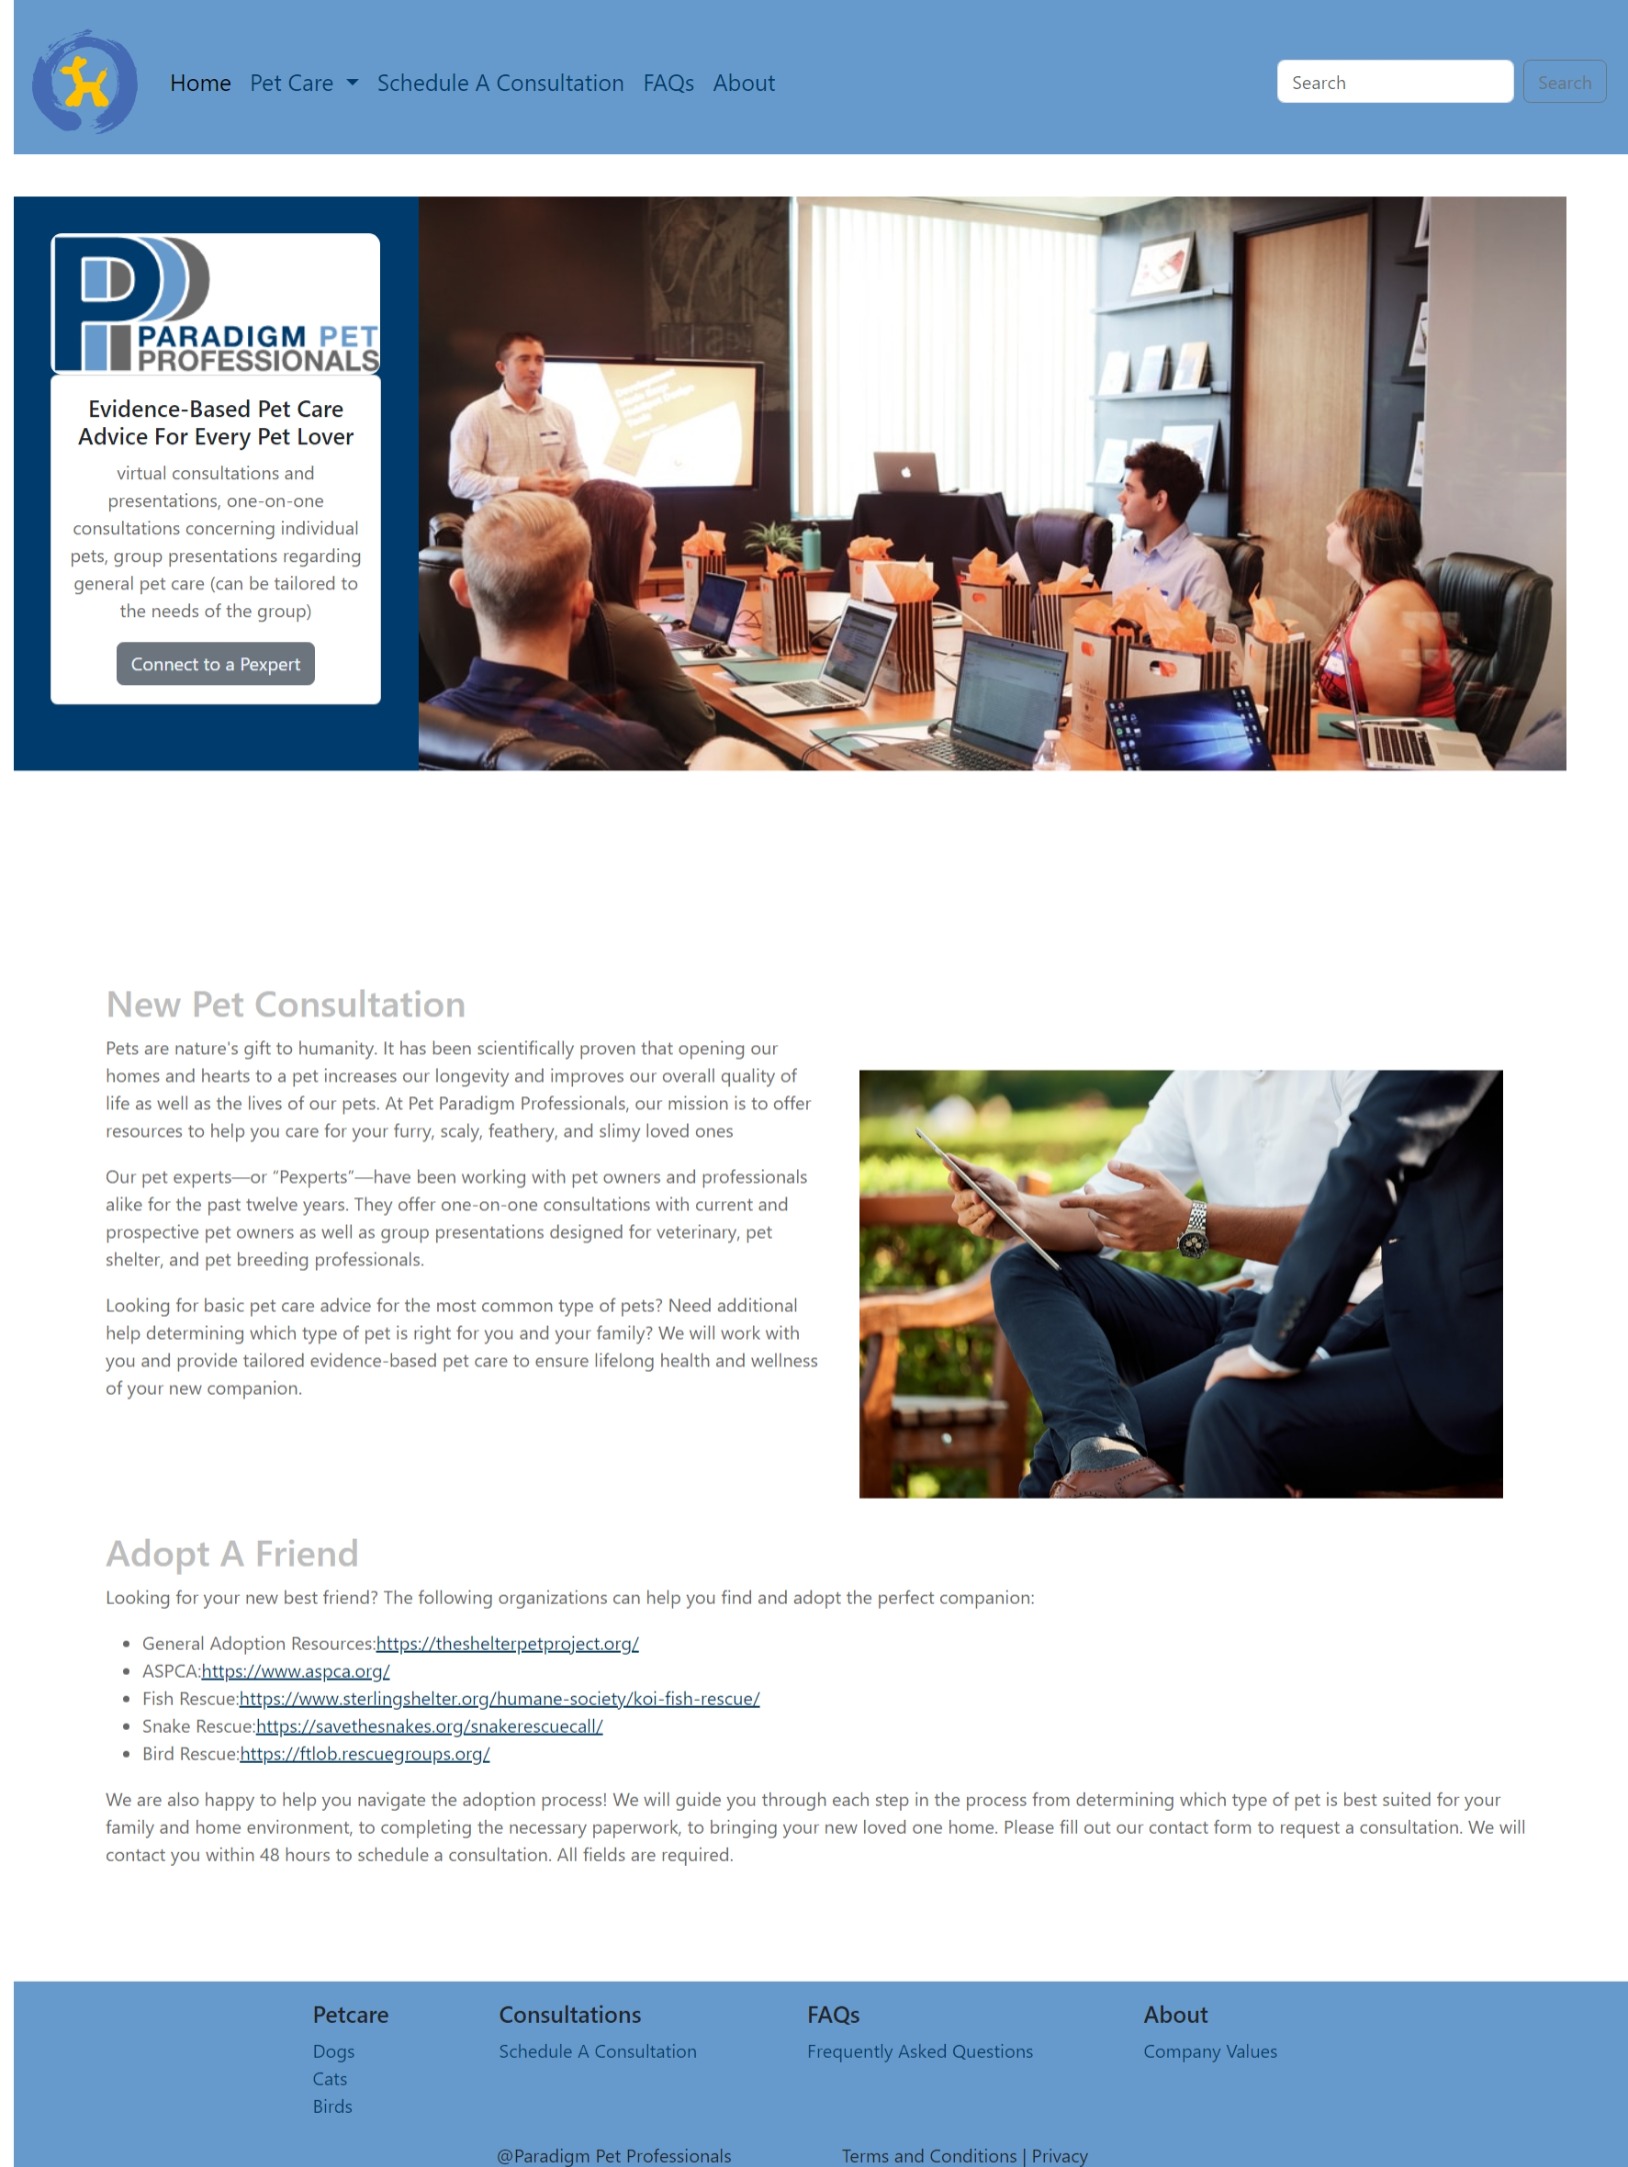 Home Pet Care Schedule A Consultation FAQs About Search Search
PARADIGM PET
PROFESSIONALS
Evidence-Based Pet Care
Advice For Every Pet Lover
virtual consultations and
presentations, one-on-one
consultations concerning individual
pets, group presentations regarding
general pet care (can be tailored to
the needs of the group)
Connect to a Pexpert
New Pet Consultation
Pets are nature's gift to humanity. It has been scientifically proven that opening our
homes and hearts to a pet increases our longevity and improves our overall quality of
life as well as the lives of our pets. At Pet Paradigm Professionals, our mission is to offer
resources to help you care for your furry, scaly, feathery, and slimy loved ones
Our pet experts—or “Pexperts”—have been working with pet owners and professionals
alike for the past twelve years. They offer one-on-one consultations with current and
prospective pet owners as well as group presentations designed for veterinary, pet
shelter, and pet breeding professionals.
Looking for basic pet care advice for the most common type of pets? Need additional
help determining which type of pet is right for you and your family? We will work with
you and provide tailored evidence-based pet care to ensure lifelong health and wellness
of your new companion.
Adopt A Friend
Looking for your new best friend? The following organizations can help you find and adopt the perfect companion:
General Adoption Resources:https://theshelterpetproject.org/
ASPCA:https://www.aspca.org/
Fish Rescue:https://www.sterlingshelter.org/humane-society/koi-fish-rescue/
Snake Rescue:https://savethesnakes.org/snakerescuecall/
Bird Rescue:https://ftlob.rescuegroups.org/
We are also happy to help you navigate the adoption process! We will guide you through each step in the process from determining which type of pet is best suited for your
family and home environment, to completing the necessary paperwork, to bringing your new loved one home. Please fill out our contact form to request a consultation. We will
contact you within 48 hours to schedule a consultation. All fields are required.
Petcare
Dogs
Cats
Birds
Consultations
Schedule A Consultation
FAQs
Frequently Asked Questions
About
Company Values
@Paradigm Pet Professionals Terms and Conditions | Privacy